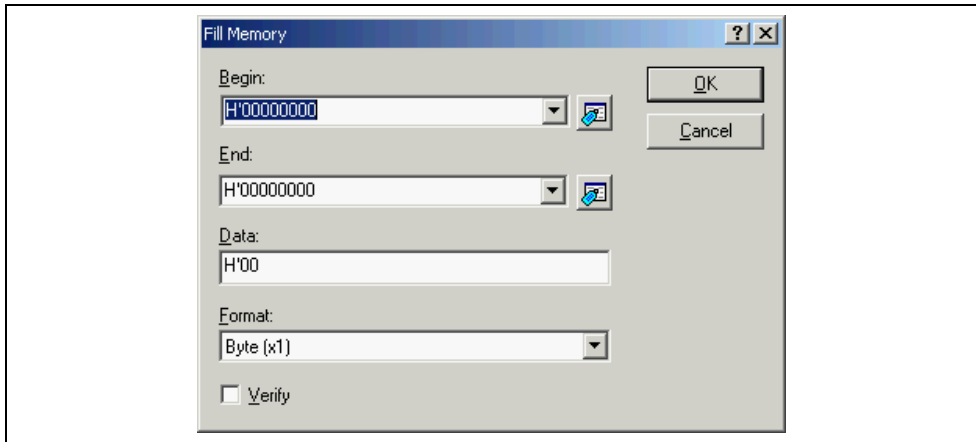 Fill Memory
Begin:
OK
H'00000000
Cancel
End:
H'00000000
Data:
H'00
Format:
Byte (x1)
Verify